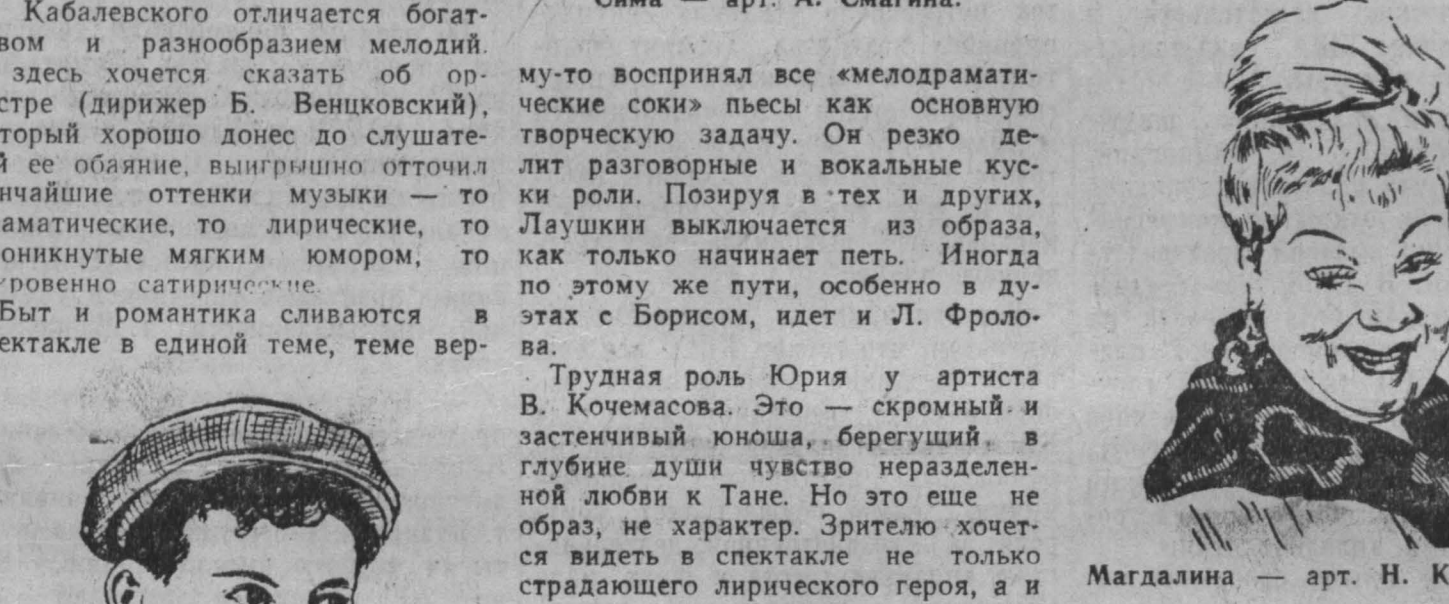 Кабалевского отличается богат-
вом и разнообразием мелодий.
здесь хочется сказать об ор-
стре (дирижер Б. Венцковский),
торый хорошо донес до слушате-
й ее обаяние, выигрышно отточил
нчайшие оттенки музыки — то
аматические, то лирические, то
оникнутые мягким юмором, то
кровенно сатирические.
Быт и романтика сливаются в
ектакле в единой теме, теме вер-
Сима — арт. А. Смагина.
му-то воспринял все «мелодрамати-
ческие соки» пьесы как основную
творческую задачу. Он резко де-
лит разговорные и вокальные кус-
ки роли. Позируя в тех и других,
Лаушкин выключается из образа,
как только начинает петь. Иногда
по этому же пути, особенно в ду-
этах с Борисом, идет и Л. Фроло-
ва.
Трудная роль Юрия у артиста
В. Кочемасова. Это — скромный и
застенчивый юноша, берегущий в
глубине души чувство неразделен-
ной любви к Тане. Но это еще не
образ, не характер. Зрителю хочет-
ся видеть в спектакле не только
страдающего лирического героя, а и
Магдалина — арт. Н. К